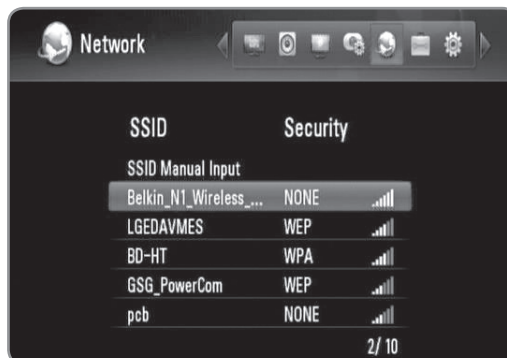 Network
SSID Security
SSID Manual Input
Belkin_N1_Wireless_... NONE
LGEDAVMES WEP
BD-HT WPA
GSG_PowerCom WEP
pcb NONE
2/ 10